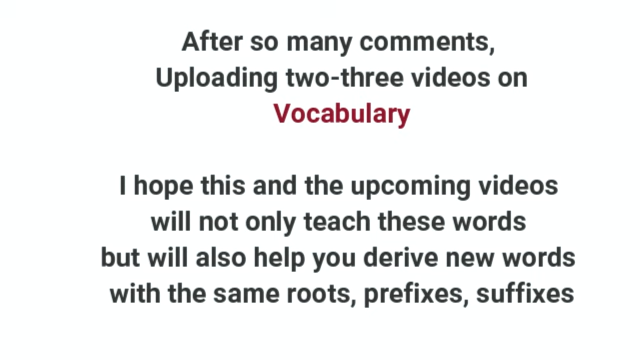 After so many comments,
Uploading two-three videos on
Vocabulary
I hope this and the upcoming videos
will not only teach these words
but will also help you derive new words
with the same roots, prefixes, suffixes